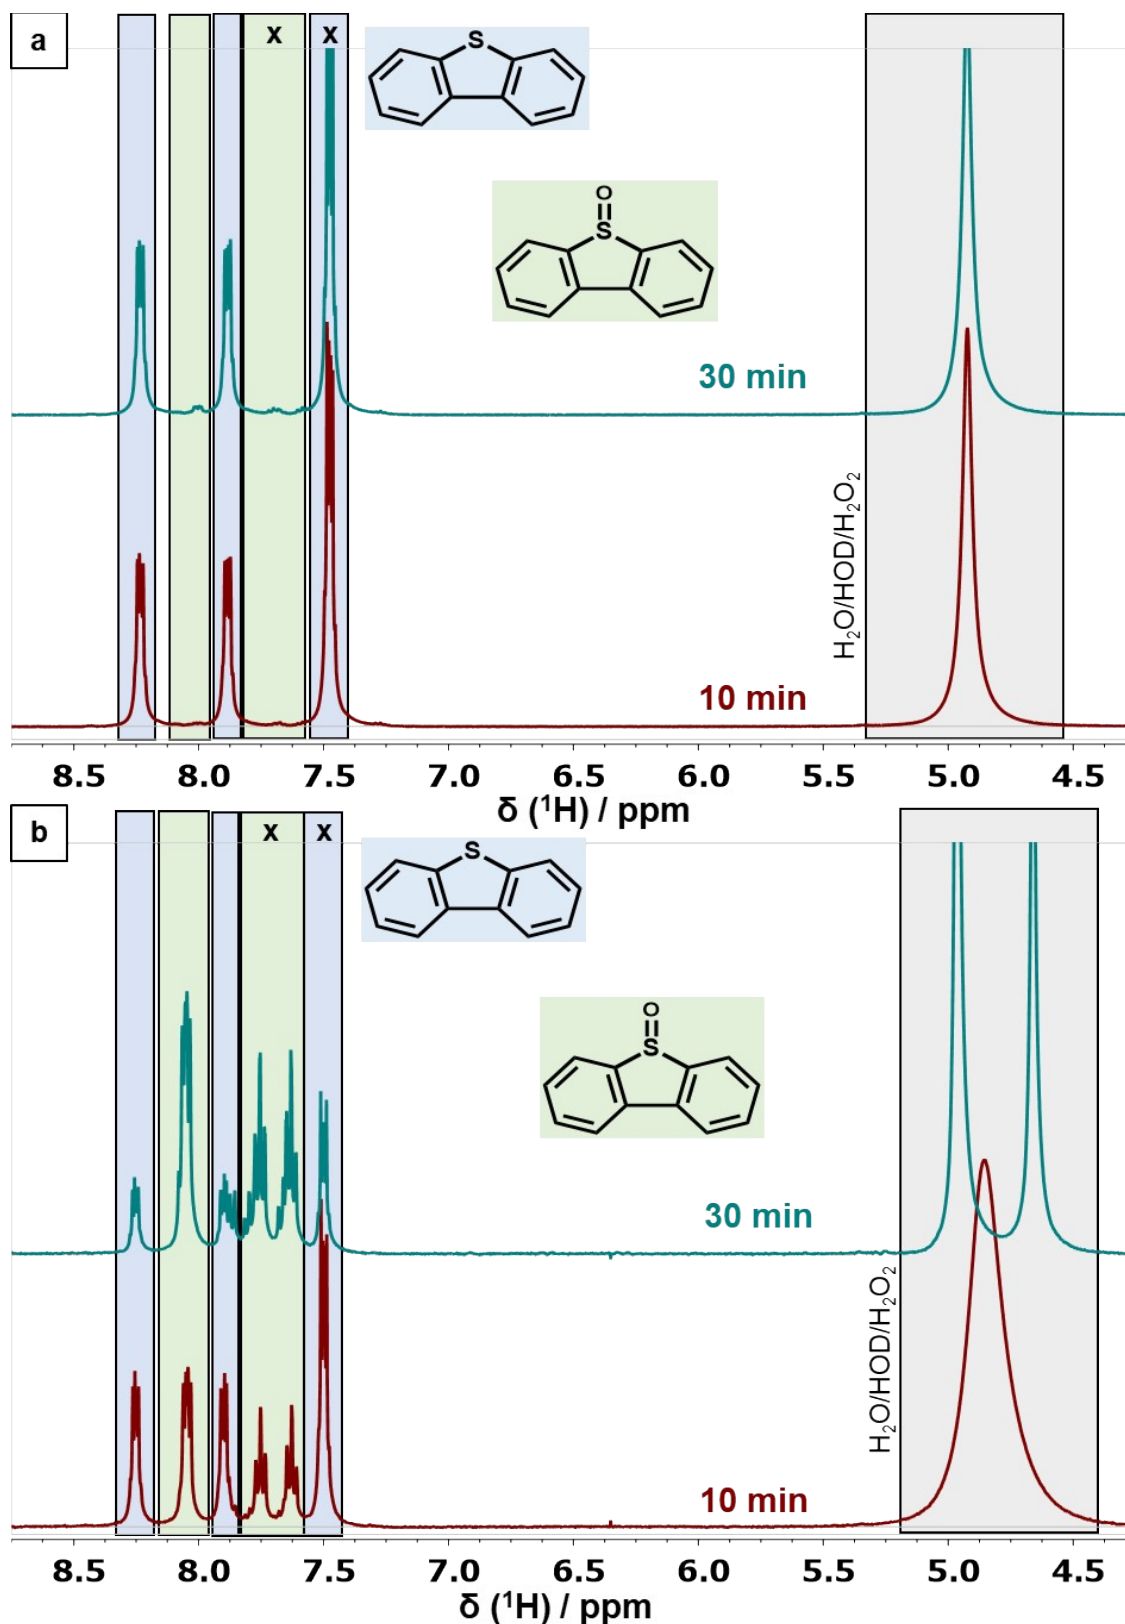 a
x x
S
O
S
30 min
H₂O/HOD/H₂O₂
10 min
8.5 8.0 7.5 7.0 6.5 6.0 5.5 5.0 4.5
δ (¹H) / ppm
b
x x
S
O
S
30 min
H₂O/HOD/H₂O₂
10 min
8.5 8.0 7.5 7.0 6.5 6.0 5.5 5.0 4.5
δ (¹H) / ppm